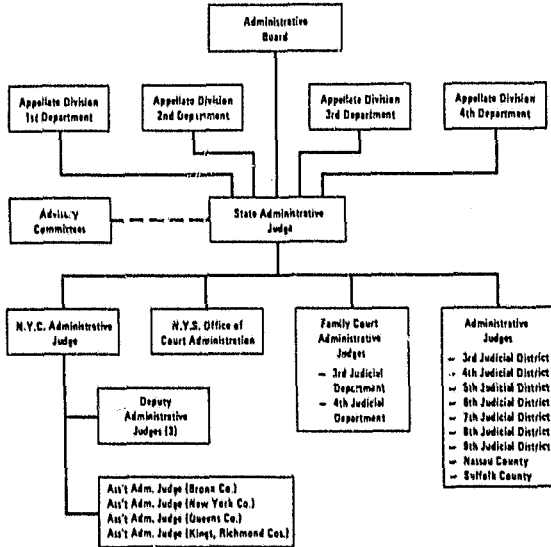 Administrative
Board
Appellate Division
1st Department
Appellate Division
2nd Department
Appellate Division
3rd Department
Appellate Division
4th Department
Advisory
Committees
State Administrative
Judge
N.Y.C. Administrative
Judge
N.Y.S. Office of
Court Administration
Family Court
Administrative
Judges
– 3rd Judicial
Department
– 4th Judicial
Department
Administrative
Judges
– 3rd Judicial District
– 4th Judicial District
– 5th Judicial District
– 6th Judicial District
– 7th Judicial District
– 8th Judicial District
– 9th Judicial District
– Nassau County
– Suffolk County
Deputy
Administrative
Judges (3)
Ass't Adm. Judge (Bronx Co.)
Ass't Adm. Judge (New York Co.)
Ass't Adm. Judge (Queens Co.)
Ass't Adm. Judge (Kings, Richmond Cos.)